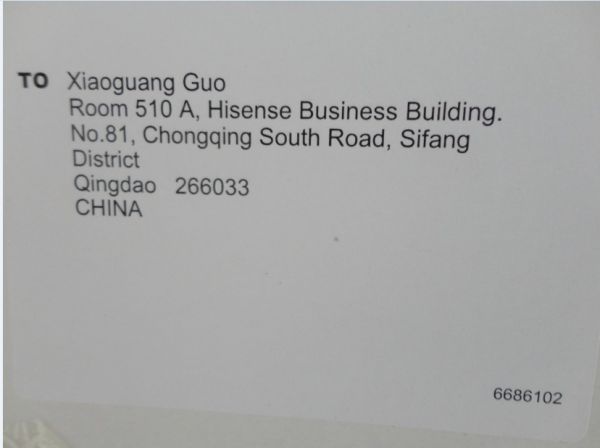 TO Xiaoguang Guo
Room 510 A, Hisense Business Building.
No.81, Chongqing South Road, Sifang
District
Qingdao 266033
CHINA
6686102